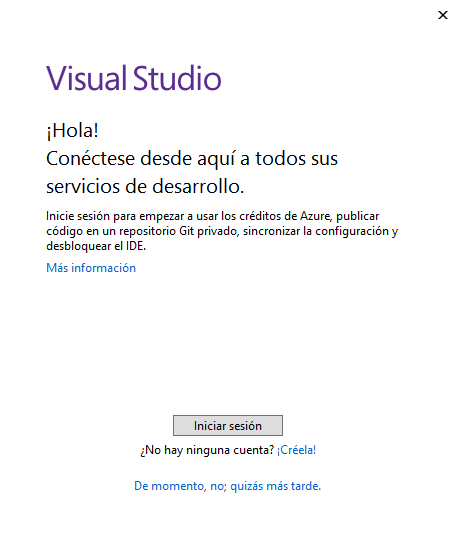 Visual Studio
¡Hola!
Conéctese desde aquí a todos sus
servicios de desarrollo.
Inicie sesión para empezar a usar los créditos de Azure, publicar
código en un repositorio Git privado, sincronizar la configuración y
desbloquear el IDE.
Más información
Iniciar sesión
¿No hay ninguna cuenta? ¡Créela!
De momento, no; quizás más tarde.